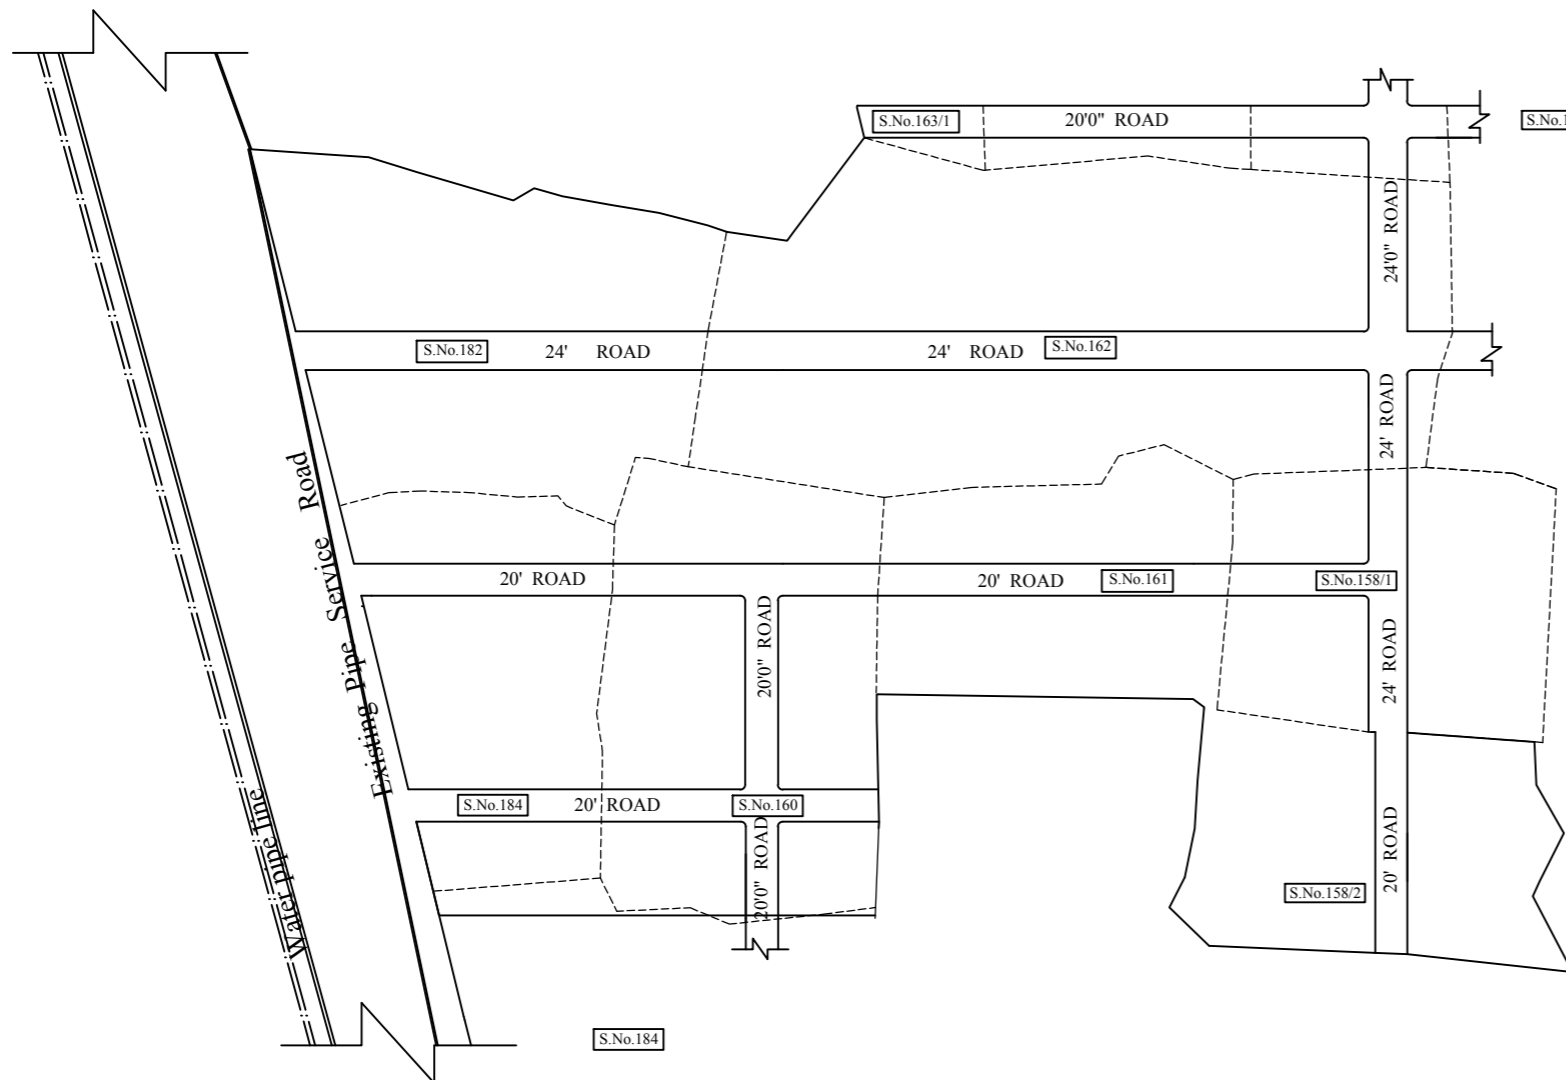 S.No.163/1
20'0" ROAD
S.No.1
24'0" ROAD
S.No.182
24' ROAD
24' ROAD
S.No.162
24' ROAD
Existing Pipe Service Road
20' ROAD
20' ROAD
S.No.161
S.No.158/1
20'0" ROAD
24' ROAD
Water pipe line
S.No.184
20' ROAD
S.No.160
20'0" ROAD
20' ROAD
S.No.158/2
S.No.184